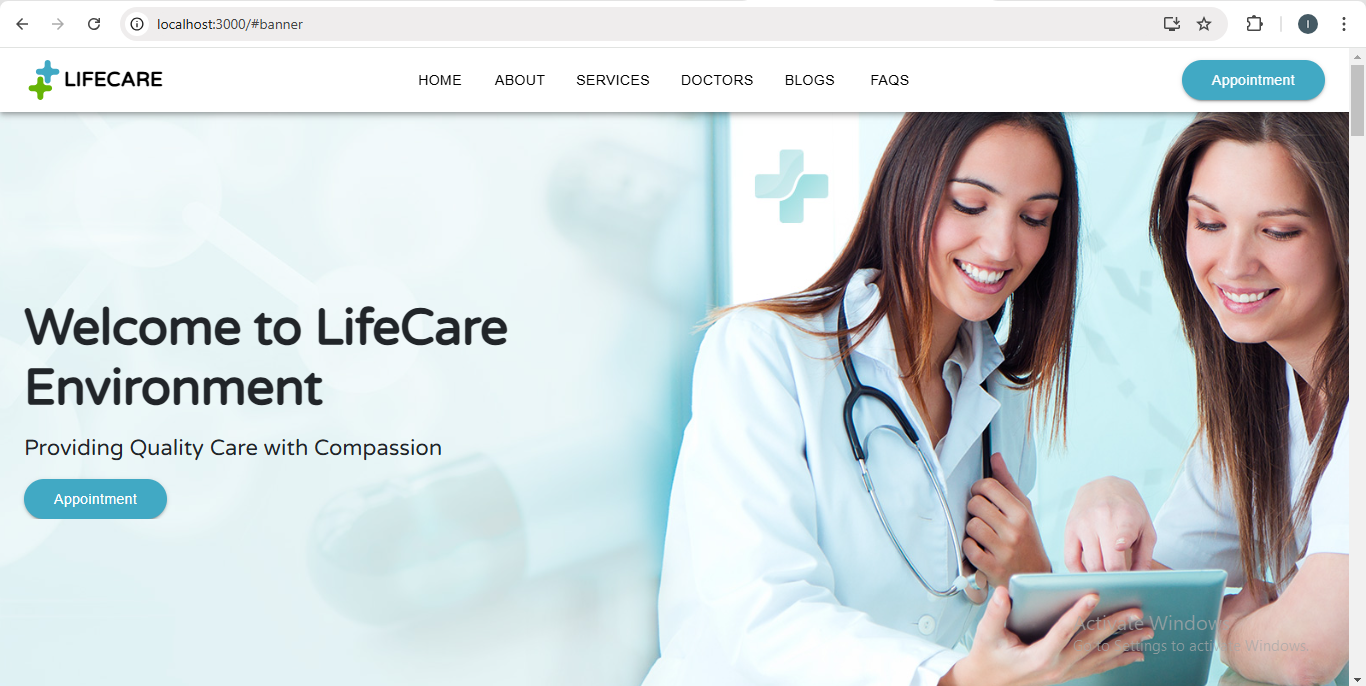 localhost:3000/#banner
I
LIFECARE
HOME ABOUT SERVICES DOCTORS BLOGS FAQS
Appointment
Welcome to LifeCare
Environment
Providing Quality Care with Compassion
Appointment
Activate Windows
Go to Settings to activate Windows.